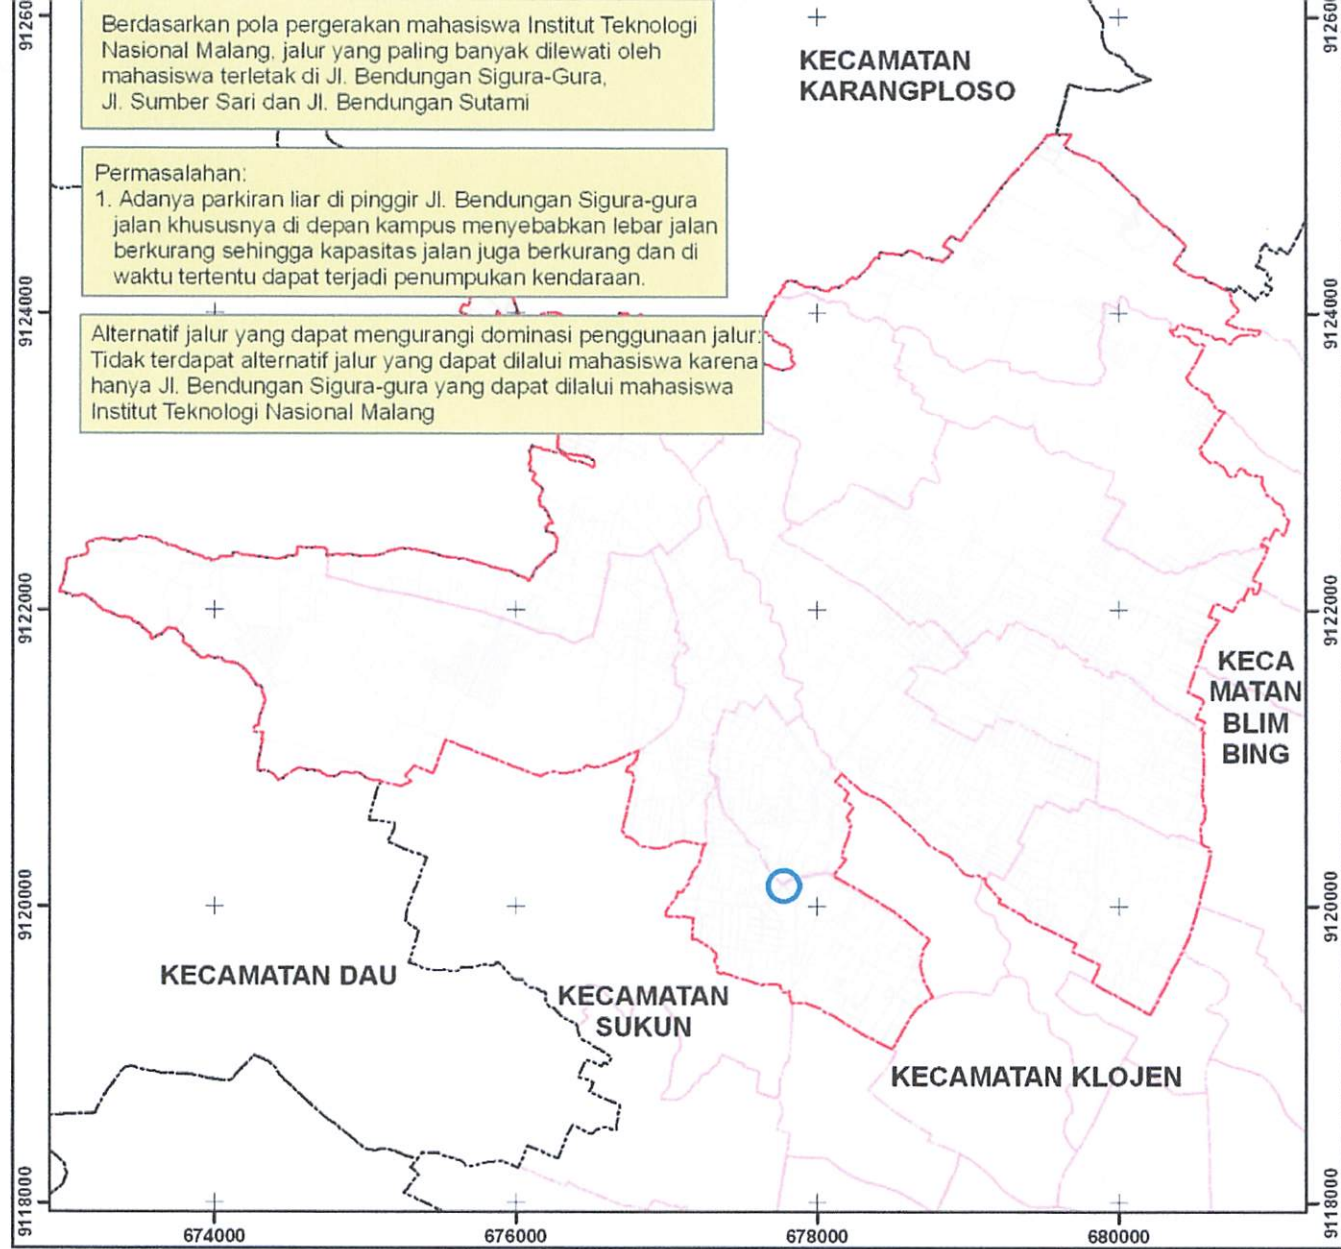 Berdasarkan pola pergerakan mahasiswa Institut Teknologi
Nasional Malang, jalur yang paling banyak dilewati oleh
mahasiswa terletak di Jl. Bendungan Sigura-Gura,
Jl. Sumber Sari dan Jl. Bendungan Sutami
Permasalahan:
1. Adanya parkiran liar di pinggir Jl. Bendungan Sigura-gura
jalan khususnya di depan kampus menyebabkan lebar jalan
berkurang sehingga kapasitas jalan juga berkurang dan di
waktu tertentu dapat terjadi penumpukan kendaraan.
Alternatif jalur yang dapat mengurangi dominasi penggunaan jalur:
Tidak terdapat alternatif jalur yang dapat dilalui mahasiswa karena
hanya Jl. Bendungan Sigura-gura yang dapat dilalui mahasiswa
Institut Teknologi Nasional Malang
KECAMATAN
KARANGPLOSO
KECA
MATAN
BLIM
BING
KECAMATAN DAU
KECAMATAN
SUKUN
KECAMATAN KLOJEN
9124000
9122000
9120000
9118000
9124000
9122000
9120000
9118000
674000
676000
678000
680000